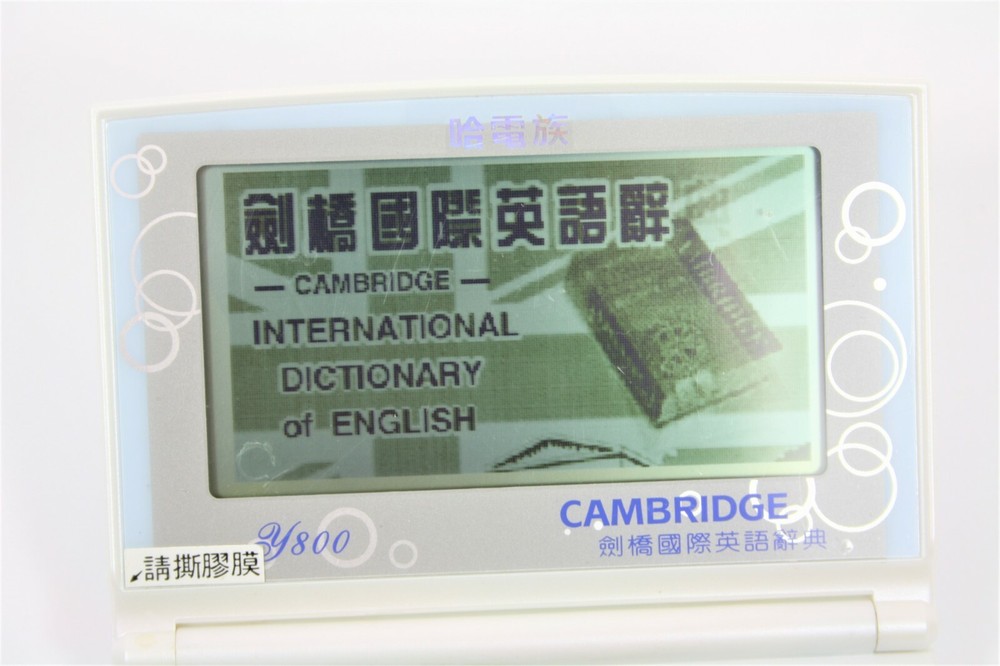 哈電族
劍橋國際英語辭
— CAMBRIDGE —
INTERNATIONAL
DICTIONARY
of ENGLISH
CAMBRIDGE
Y800
CAMBRIDGE
劍橋國際英語辭典
請撕膠膜